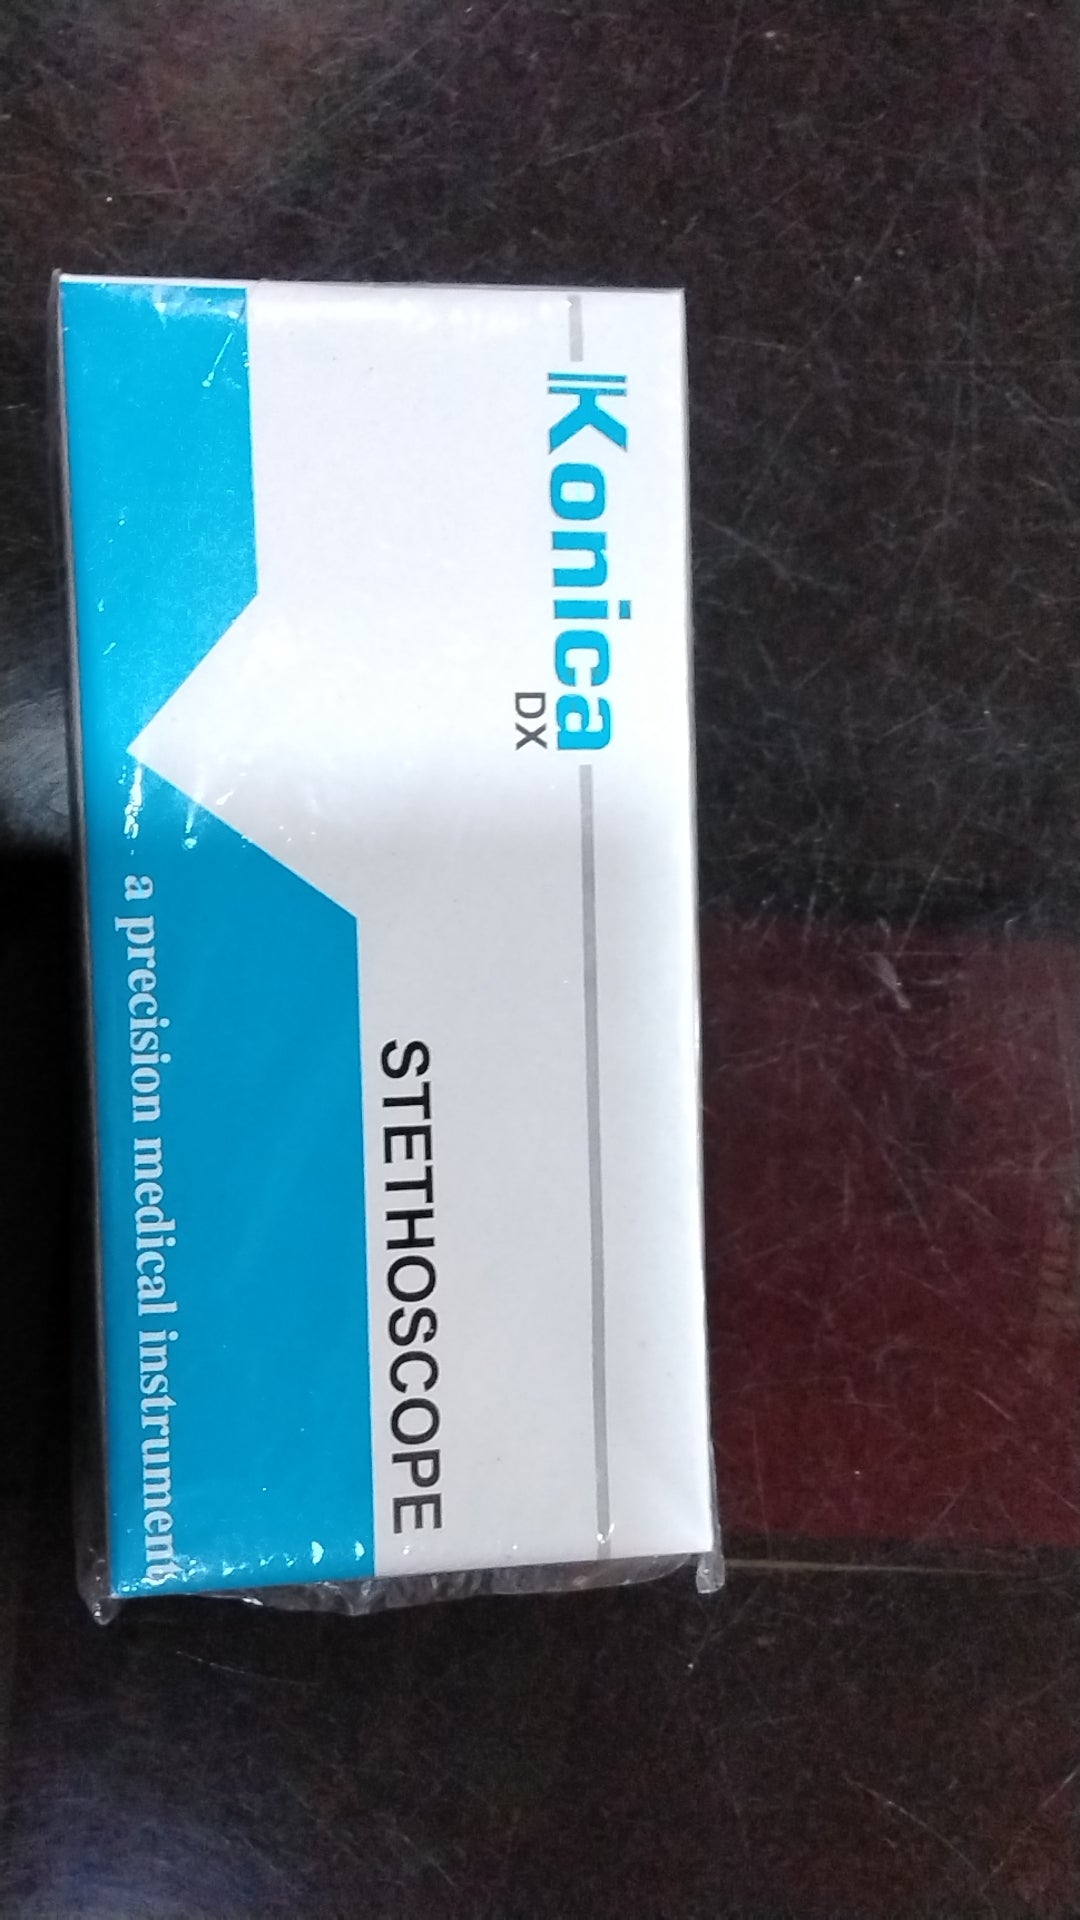 Konica
DX
STETHOSCOPE
a precision medical instrument